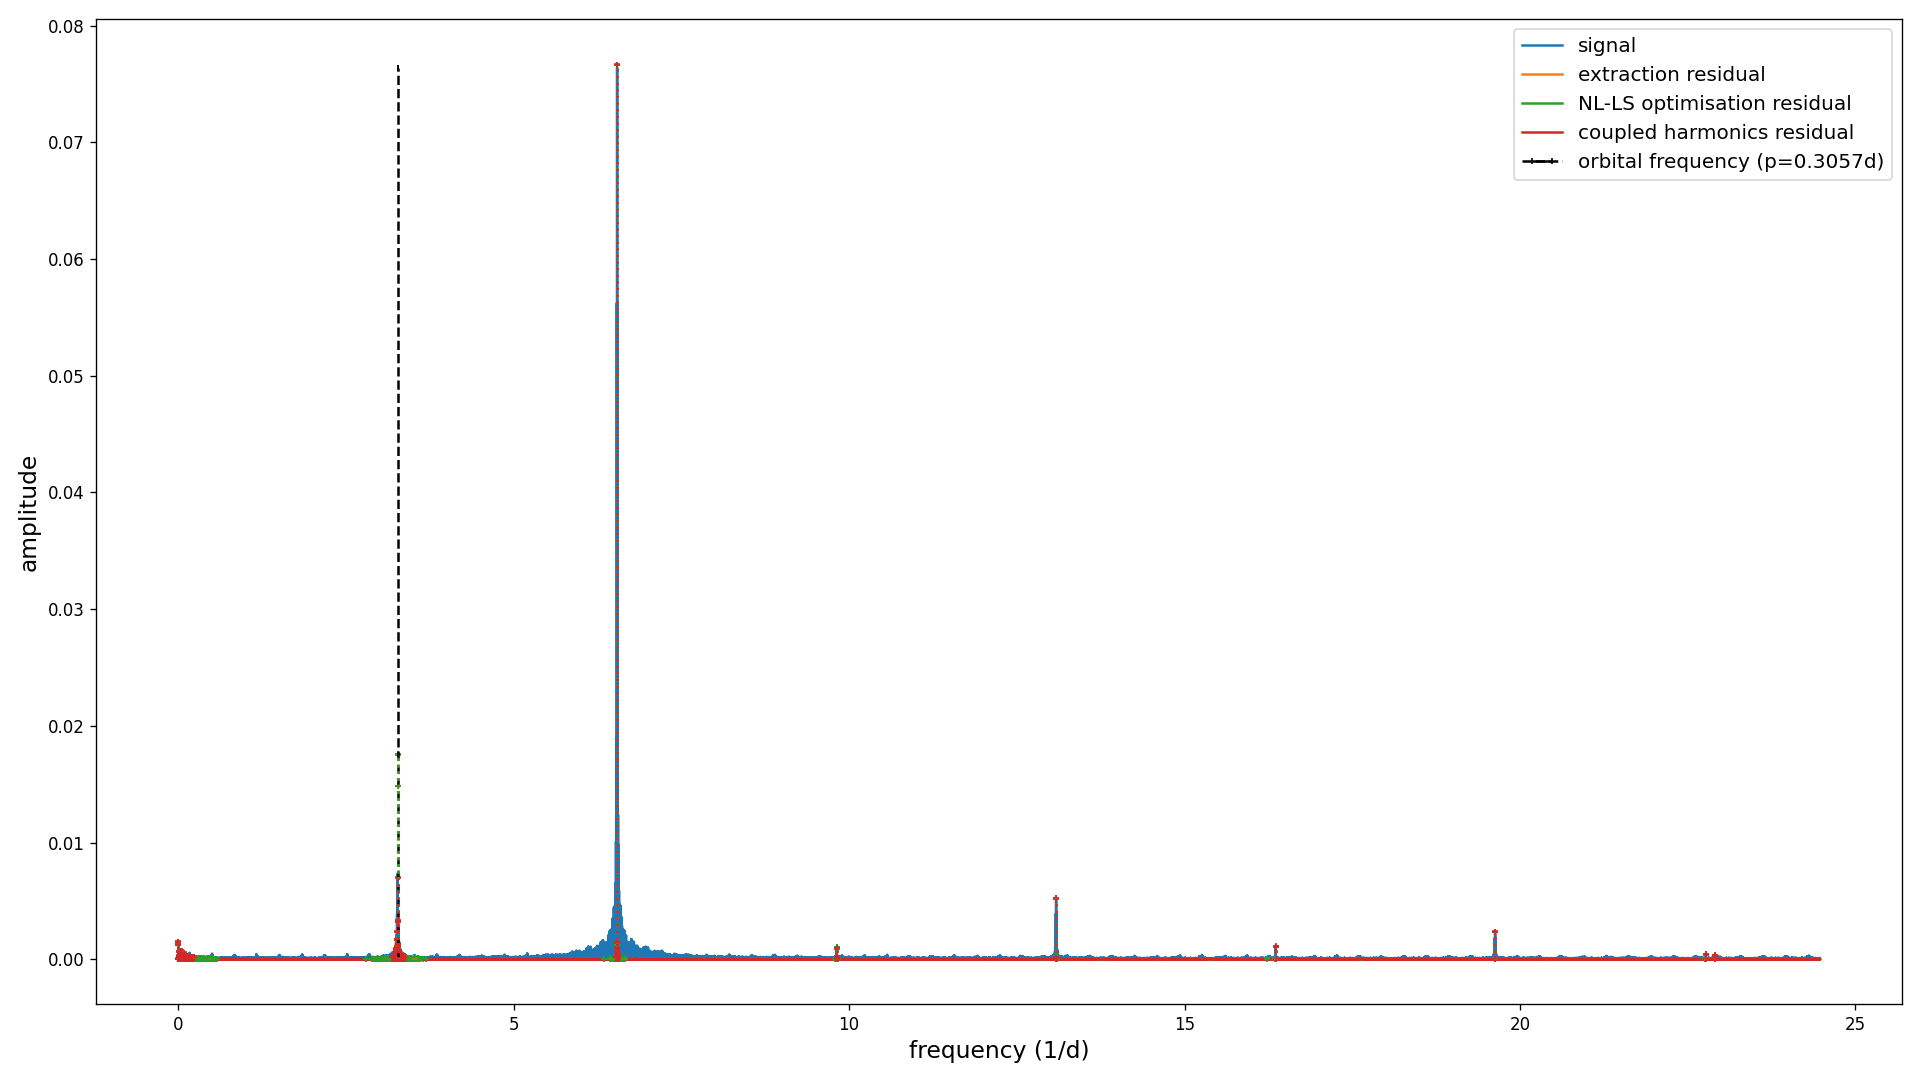 0.08
0.07
0.06
0.05
0.04
0.03
0.02
0.01
0.00
amplitude
0
5
10
15
20
25
frequency (1/d)
signal
extraction residual
NL-LS optimisation residual
coupled harmonics residual
orbital frequency (p=0.3057d)